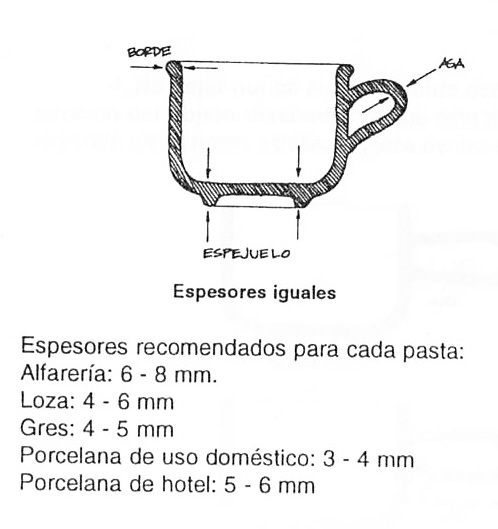 BORDE
AGA
ESPEJUELO
Espesores iguales
Espesores recomendados para cada pasta:
Alfarería: 6 - 8 mm.
Loza: 4 - 6 mm
Gres: 4 - 5 mm
Porcelana de uso doméstico: 3 - 4 mm
Porcelana de hotel: 5 - 6 mm